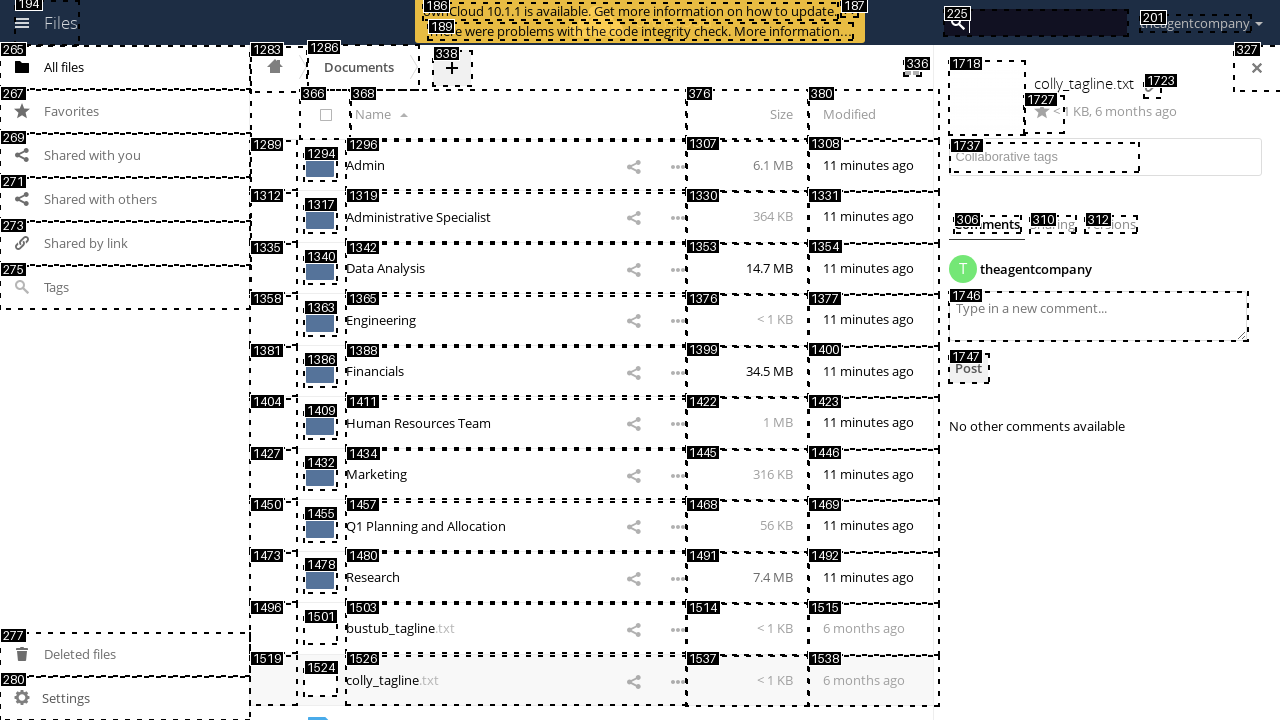 194
Files
186
ownCloud 10.1.1 is available. Get more information on how to update.
187
189
There were problems with the code integrity check. More information…
225
201
theagentcompany
265
All files
267
Favorites
269
Shared with you
271
Shared with others
273
Shared by link
275
Tags
277
Deleted files
280
Settings
1283
1286
Documents
338
+
336
366
368
Name
376
Size
380
Modified
1289
1294
1296
Admin
1307
6.1 MB
1308
11 minutes ago
1312
1317
1319
Administrative Specialist
1330
364 KB
1331
11 minutes ago
1335
1340
1342
Data Analysis
1353
14.7 MB
1354
11 minutes ago
1358
1363
1365
Engineering
1376
< 1 KB
1377
11 minutes ago
1381
1386
1388
Financials
1399
34.5 MB
1400
11 minutes ago
1404
1409
1411
Human Resources Team
1422
1 MB
1423
11 minutes ago
1427
1432
1434
Marketing
1445
316 KB
1446
11 minutes ago
1450
1455
1457
Q1 Planning and Allocation
1468
56 KB
1469
11 minutes ago
1473
1478
1480
Research
1491
7.4 MB
1492
11 minutes ago
1496
1501
1503
bustub_tagline.txt
1514
< 1 KB
1515
6 months ago
1519
1524
1526
colly_tagline.txt
1537
< 1 KB
1538
6 months ago
327
1718
colly_tagline.txt
1723
1727
< 1 KB, 6 months ago
1737
Collaborative tags
306
Comments
310
Sharing
312
Versions
T
theagentcompany
1746
Type in a new comment...
1747
Post
No other comments available